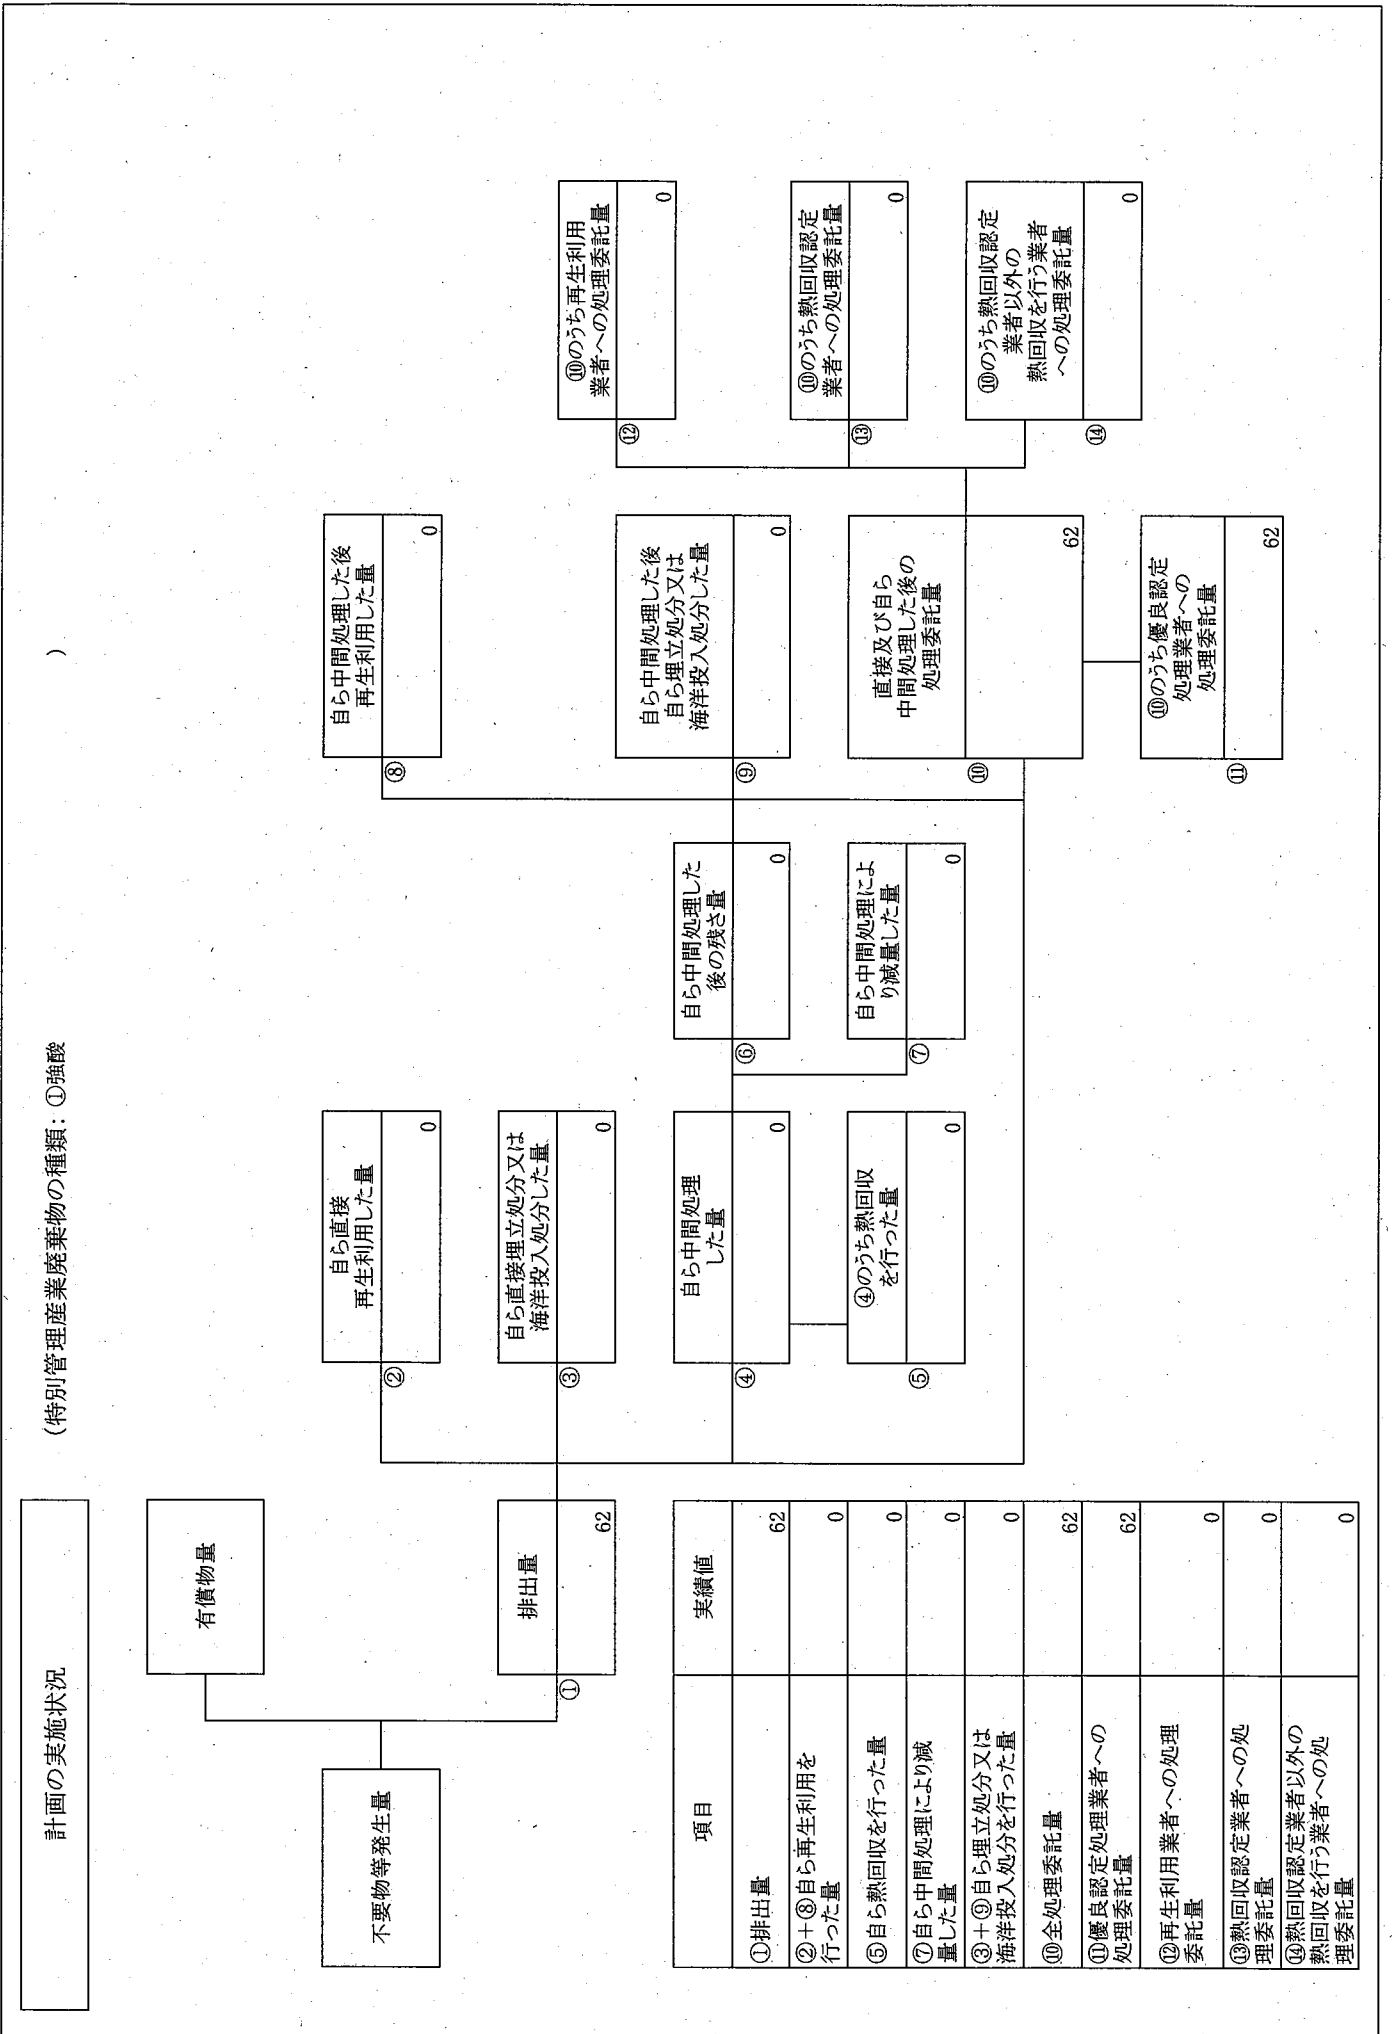 計画の実施状況
(特別管理産業廃棄物の種類: ①強酸 )
不要物等発生量
有償物量
①
排出量
62
②
自ら直接
再生利用した量
0
③
自ら直接埋立処分又は
海洋投入処分した量
0
④
自ら中間処理
した量
0
⑤
④のうち熱回収
を行った量
0
⑥
自ら中間処理した
後の残さ量
0
⑦
自ら中間処理によ
り減量した量
0
⑧
自ら中間処理した後
再生利用した量
0
⑨
自ら中間処理した後
自ら埋立処分又は
海洋投入処分した量
0
⑩
直接及び自ら
中間処理した後の
処理委託量
62
⑪
⑩のうち優良認定
処理業者への
処理委託量
62
⑫
⑩のうち再生利用
業者への処理委託量
0
⑬
⑩のうち熱回収認定
業者への処理委託量
0
⑭
⑩のうち熱回収認定
業者以外の
熱回収を行う業者
への処理委託量
0
項目 実績値
①排出量 62
②+⑧自ら再生利用を
行った量 0
⑤自ら熱回収を行った量 0
⑦自ら中間処理により減
量した量 0
③+⑨自ら埋立処分又は
海洋投入処分を行った量 0
⑩全処理委託量 62
⑪優良認定処理業者への
処理委託量 62
⑫再生利用業者への処理
委託量 0
⑬熱回収認定業者への処
理委託量 0
⑭熱回収認定業者以外の
熱回収を行う業者への処
理委託量 0